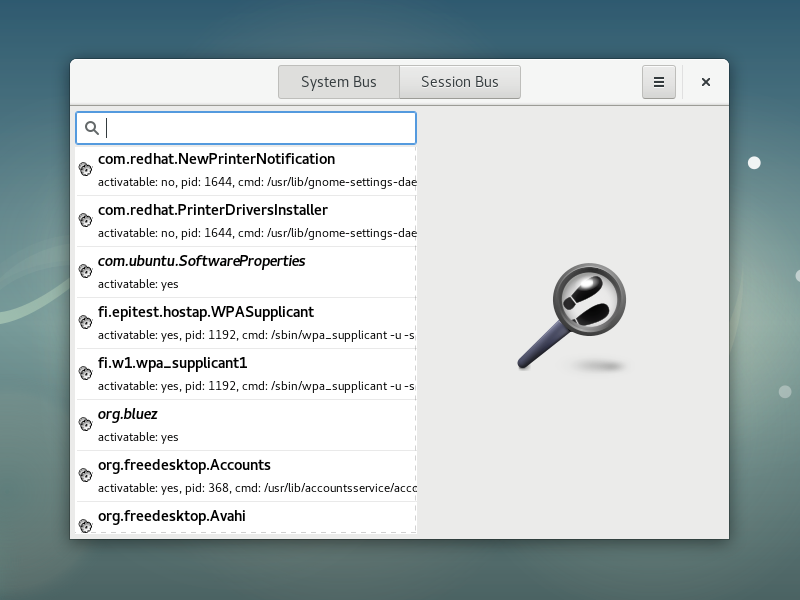 System Bus
Session Bus
com.redhat.NewPrinterNotification
activatable: no, pid: 1644, cmd: /usr/lib/gnome-settings-dae
com.redhat.PrinterDriversInstaller
activatable: no, pid: 1644, cmd: /usr/lib/gnome-settings-dae
com.ubuntu.SoftwareProperties
activatable: yes
fi.epitest.hostap.WPASupplicant
activatable: yes, pid: 1192, cmd: /sbin/wpa_supplicant -u -s
fi.w1.wpa_supplicant1
activatable: yes, pid: 1192, cmd: /sbin/wpa_supplicant -u -s
org.bluez
activatable: yes
org.freedesktop.Accounts
activatable: yes, pid: 368, cmd: /usr/lib/accountsservice/acco
org.freedesktop.Avahi